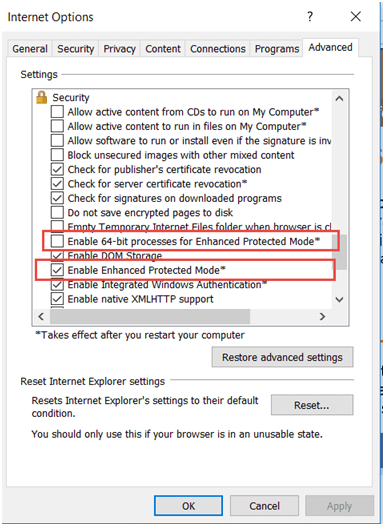 Internet Options
?
General Security Privacy Content Connections Programs Advanced
Settings
Security
Allow active content from CDs to run on My Computer*
Allow active content to run in files on My Computer*
Allow software to run or install even if the signature is inv
Block unsecured images with other mixed content
Check for publisher's certificate revocation
Check for server certificate revocation*
Check for signatures on downloaded programs
Do not save encrypted pages to disk
Empty Temporary Internet Files folder when browser is cl
Enable 64-bit processes for Enhanced Protected Mode*
Enable DOM Storage
Enable Enhanced Protected Mode*
Enable Integrated Windows Authentication*
Enable native XMLHTTP support
*Takes effect after you restart your computer
Restore advanced settings
Reset Internet Explorer settings
Resets Internet Explorer's settings to their default
condition.
Reset...
You should only use this if your browser is in an unusable state.
OK Cancel Apply